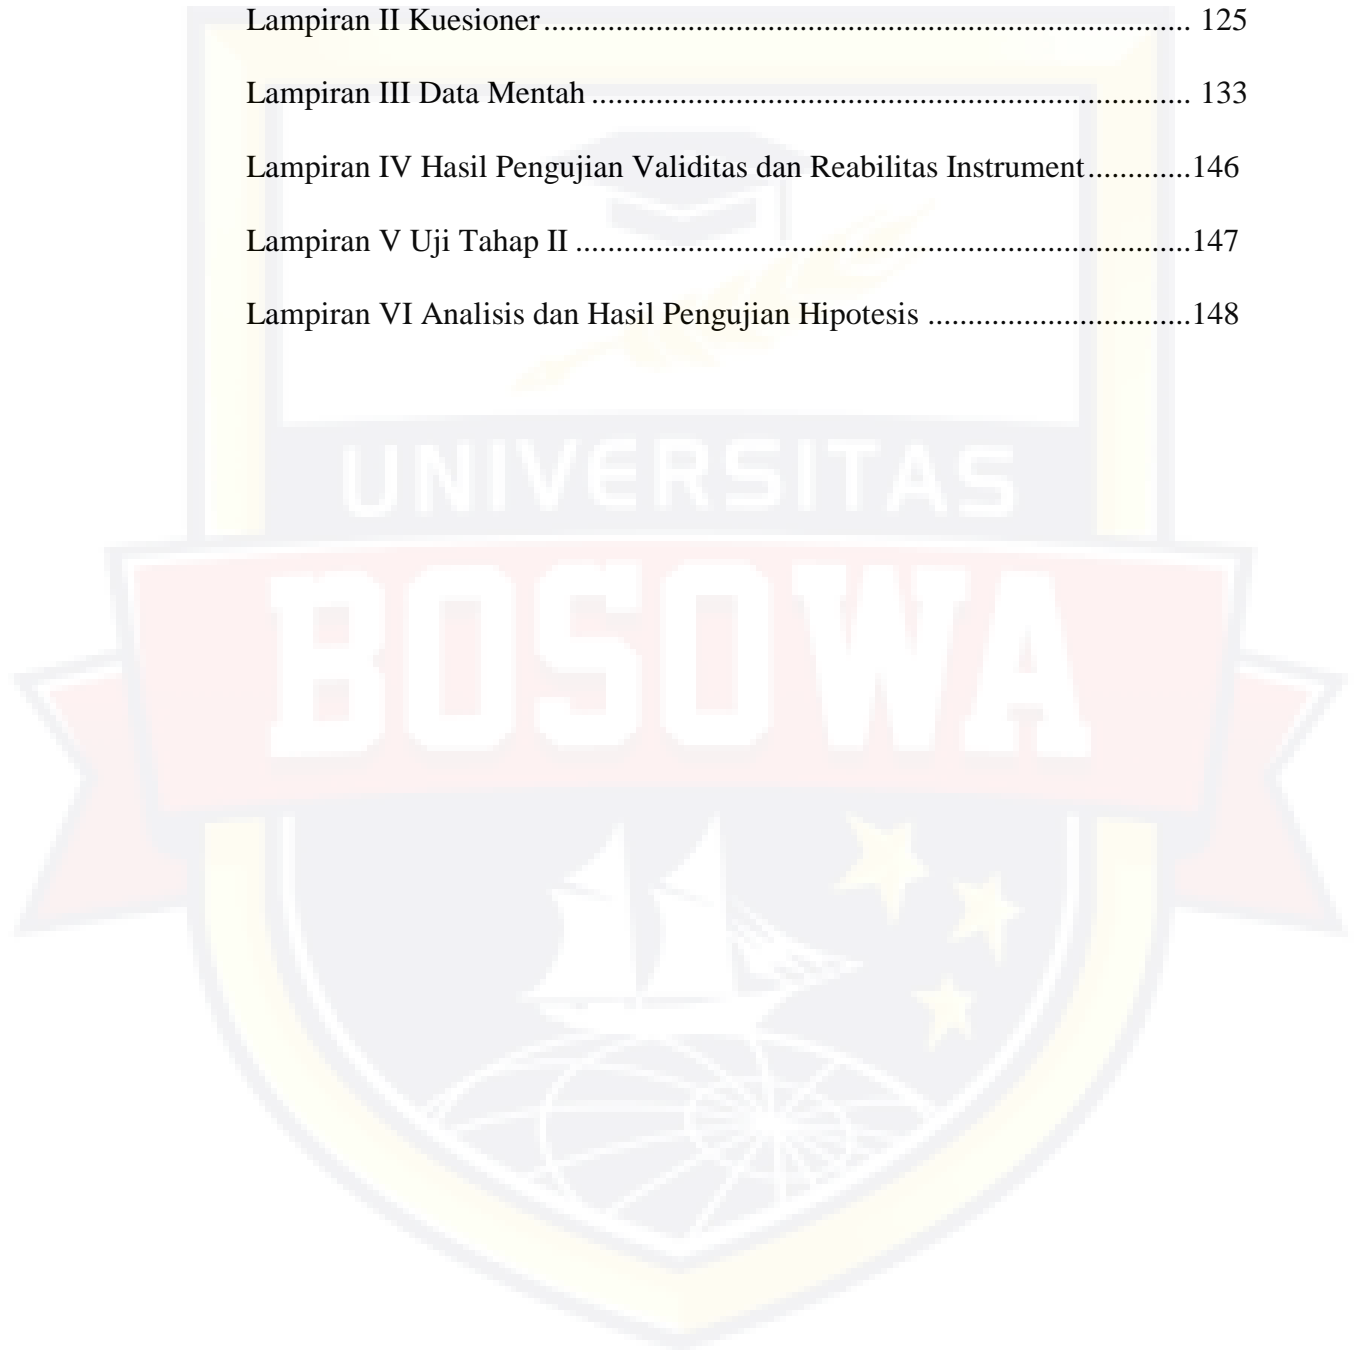 Lampiran II Kuesioner................................................................................ 125
Lampiran III Data Mentah .......................................................................... 133
Lampiran IV Hasil Pengujian Validitas dan Reabilitas Instrument.............146
Lampiran V Uji Tahap II ............................................................................147
Lampiran VI Analisis dan Hasil Pengujian Hipotesis .................................148
UNIVERSITAS
BOSOWA